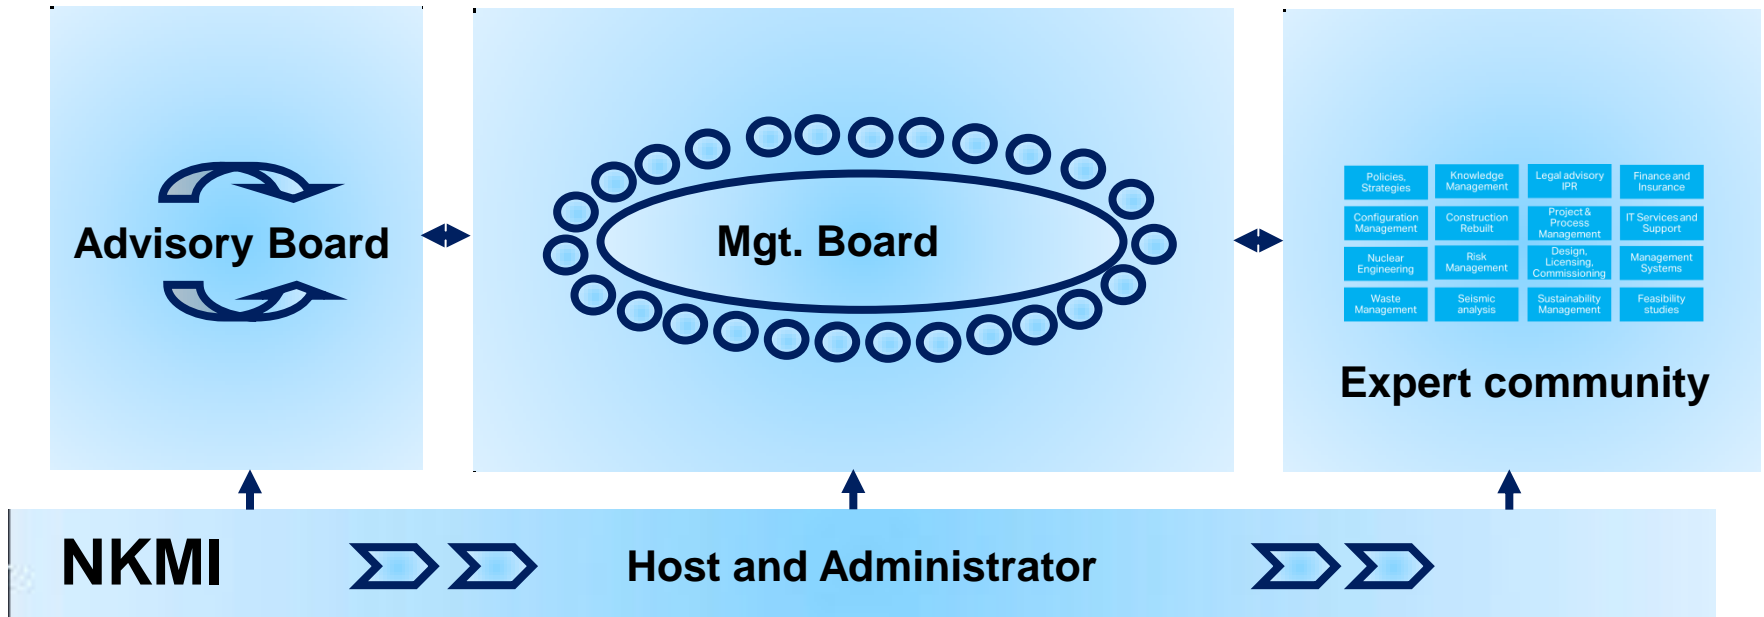 Advisory Board
Mgt. Board
Policies,
Strategies
Knowledge
Management
Legal advisory
IPR
Finance and
Insurance
Configuration
Management
Construction
Rebuilt
Project &
Process
Management
IT Services and
Support
Nuclear
Engineering
Risk
Management
Design,
Licensing,
Commissioning
Management
Systems
Waste
Management
Seismic
analysis
Sustainability
Management
Feasibility
studies
Expert community
NKMI
Host and Administrator